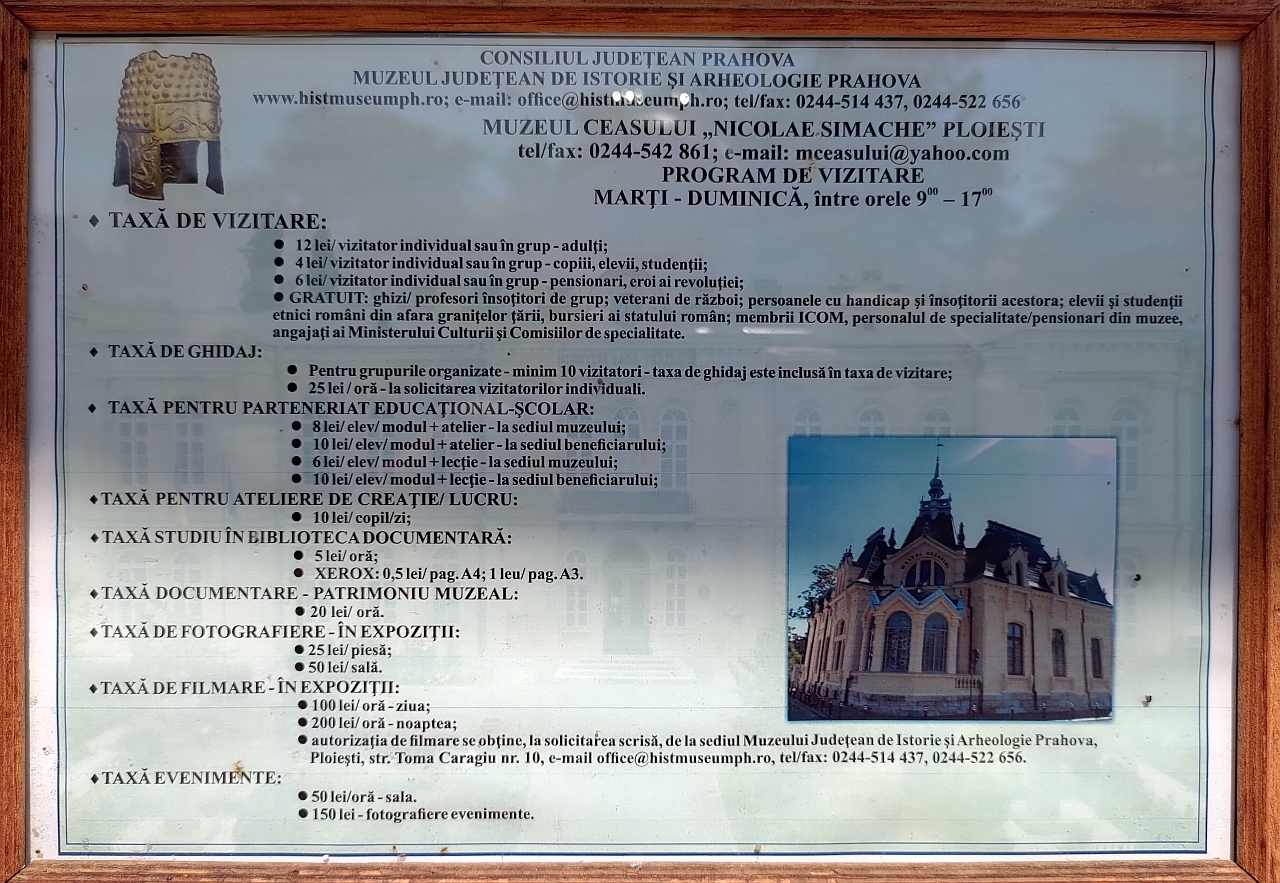 CONSILIUL JUDEŢEAN PRAHOVA
MUZEUL JUDEŢEAN DE ISTORIE ŞI ARHEOLOGIE PRAHOVA
www.histmuseumph.ro; e-mail: office@histmuseumph.ro; tel/fax: 0244-514 437, 0244-522 656
MUZEUL CEASULUI „NICOLAE SIMACHE” PLOIEŞTI
tel/fax: 0244-542 861; e-mail: mceasului@yahoo.com
PROGRAM DE VIZITARE
MARŢI - DUMINICĂ, între orele 9⁰⁰ – 17⁰⁰
♦ TAXĂ DE VIZITARE:
● 12 lei/ vizitator individual sau în grup - adulţi;
● 4 lei/ vizitator individual sau în grup - copiii, elevii, studenţii;
● 6 lei/ vizitator individual sau în grup - pensionari, eroi ai revoluţiei;
● GRATUIT: ghizi/ profesori însoţitori de grup; veterani de război; persoanele cu handicap şi însoţitorii acestora; elevii şi studenţii
etnici români din afara graniţelor ţării, bursieri ai statului român; membrii ICOM, personalul de specialitate/pensionari din muzee,
angajaţi ai Ministerului Culturii şi Comisiilor de specialitate.
♦ TAXĂ DE GHIDAJ:
● Pentru grupurile organizate - minim 10 vizitatori - taxa de ghidaj este inclusă în taxa de vizitare;
● 25 lei / oră - la solicitarea vizitatorilor individuali.
♦ TAXĂ PENTRU PARTENERIAT EDUCAŢIONAL-ŞCOLAR:
● 8 lei/ elev/ modul + atelier - la sediul muzeului;
● 10 lei/ elev/ modul + atelier - la sediul beneficiarului;
● 6 lei/ elev/ modul + lecţie - la sediul muzeului;
● 10 lei/ elev/ modul + lecţie - la sediul beneficiarului;
♦TAXĂ PENTRU ATELIERE DE CREAŢIE/ LUCRU:
● 10 lei/ copil/zi;
♦TAXĂ STUDIU ÎN BIBLIOTECA DOCUMENTARĂ:
● 5 lei/ oră;
● XEROX: 0,5 lei/ pag. A4; 1 leu/ pag. A3.
♦TAXĂ DOCUMENTARE - PATRIMONIU MUZEAL:
● 20 lei/ oră.
♦TAXĂ DE FOTOGRAFIERE - ÎN EXPOZIŢII:
● 25 lei/ piesă;
● 50 lei/ sală.
♦TAXĂ DE FILMARE - ÎN EXPOZIŢII:
● 100 lei/ oră - ziua;
● 200 lei/ oră - noaptea;
● autorizaţia de filmare se obţine, la solicitarea scrisă, de la sediul Muzeului Judeţean de Istorie şi Arheologie Prahova,
Ploieşti, str. Toma Caragiu nr. 10, e-mail office@histmuseumph.ro, tel/fax: 0244-514 437, 0244-522 656.
♦TAXĂ EVENIMENTE:
● 50 lei/oră - sala.
● 150 lei - fotografiere evenimente.
MUZEUL CEASULUI